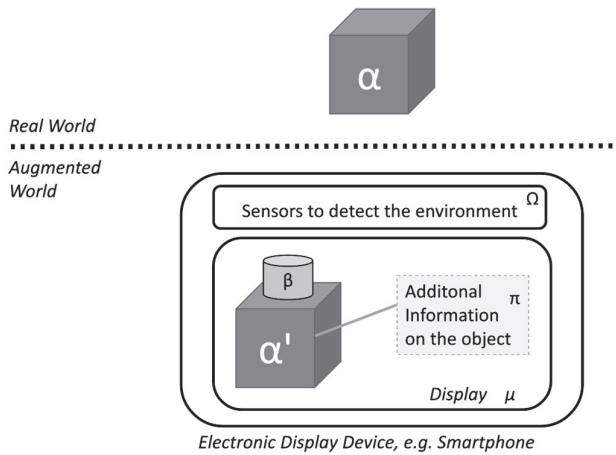 α
Real World
Augmented
World
Sensors to detect the environment Ω
β
α'
Additonal π
Information
on the object
Display μ
Electronic Display Device, e.g. Smartphone